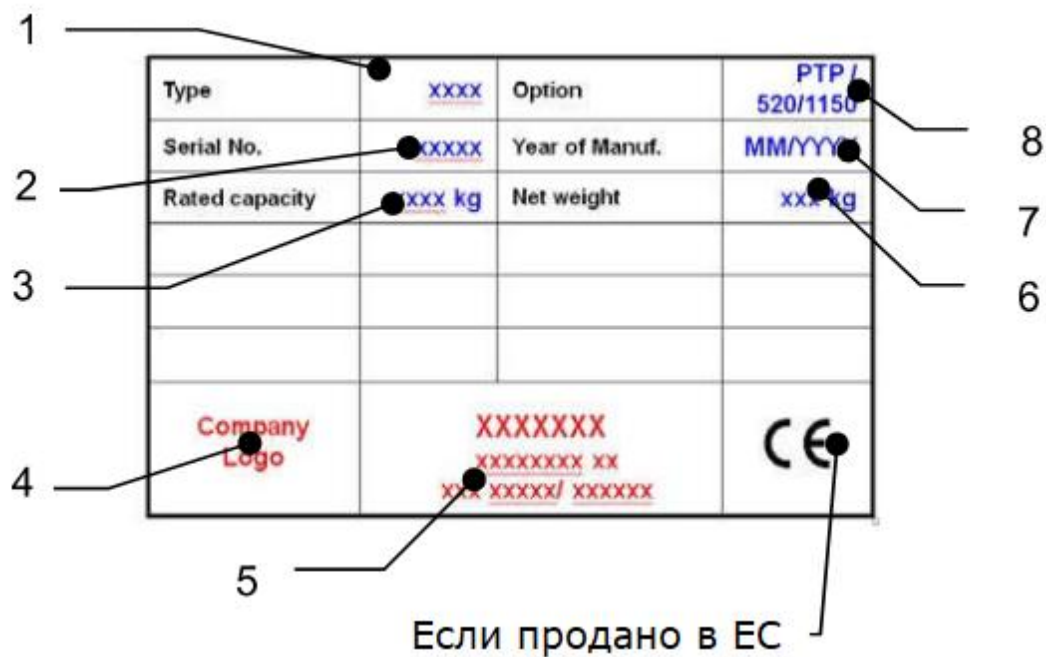 1
Type xxxx Option PTP /
520/1150
8
Serial No. xxxxx Year of Manuf. MM/YYYY
2
7
Rated capacity xxxx kg Net weight xxx kg
3
6
Company
Logo
XXXXXXX
xxxxxxxx xx
xxx xxxxx/ xxxxxx
CE
4
5
Если продано в ЕС